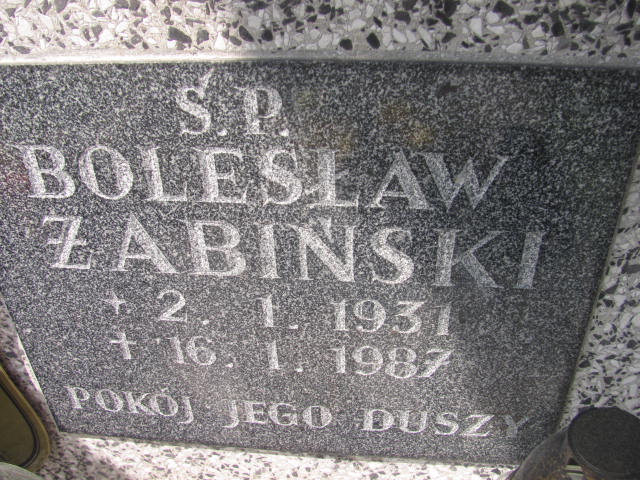 Ś.P.
BOLESŁAW
ŻABIŃSKI
+ 2. 1. 1931
+ 16. 1. 1987
POKÓJ JEGO DUSZY